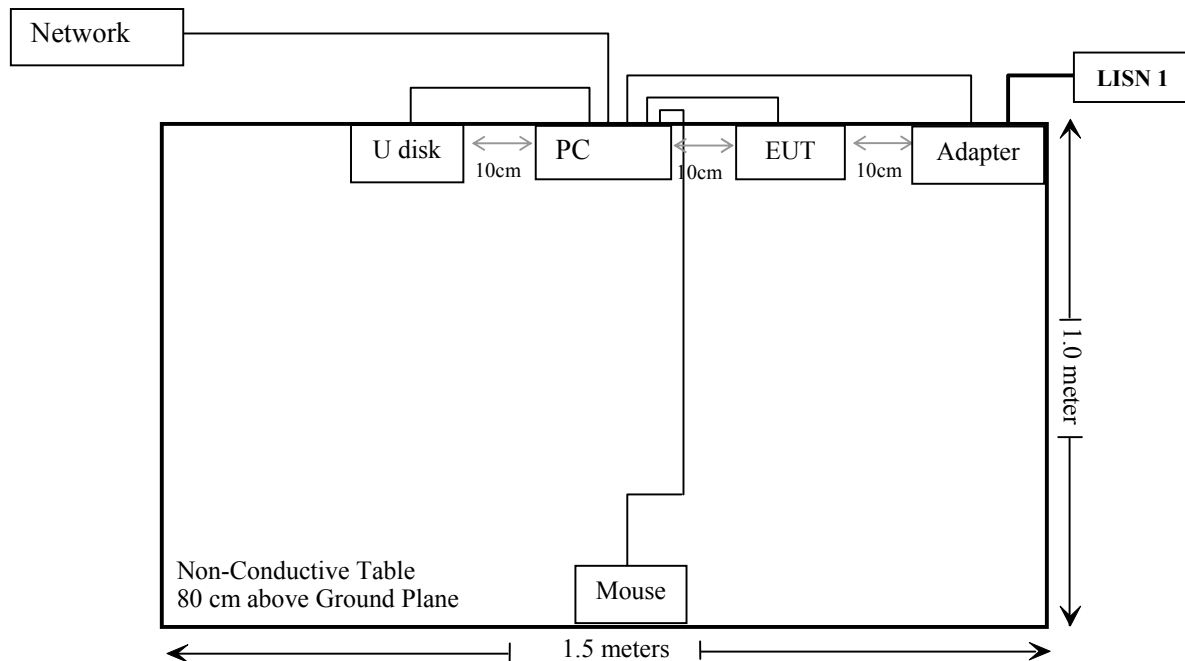 Network
LISN 1
U disk
PC
EUT
Adapter
10cm
10cm
10cm
1.0 meter
Non-Conductive Table
80 cm above Ground Plane
Mouse
1.5 meters